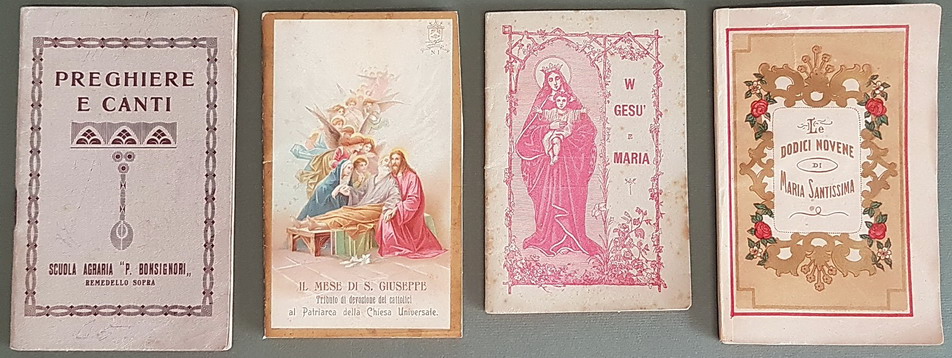 PREGHIERE
E CANTI
SCUOLA AGRARIA "P. BONSIGNORI„
REMEDELLO SOPRA
N I
IL MESE DI S. GIUSEPPE
Tributo di devozione dei cattolici
al Patriarca della Chiesa Universale.
W
GESU'
E
MARIA
Le
DODICI NOVENE
DI
MARIA SANTISSIMA